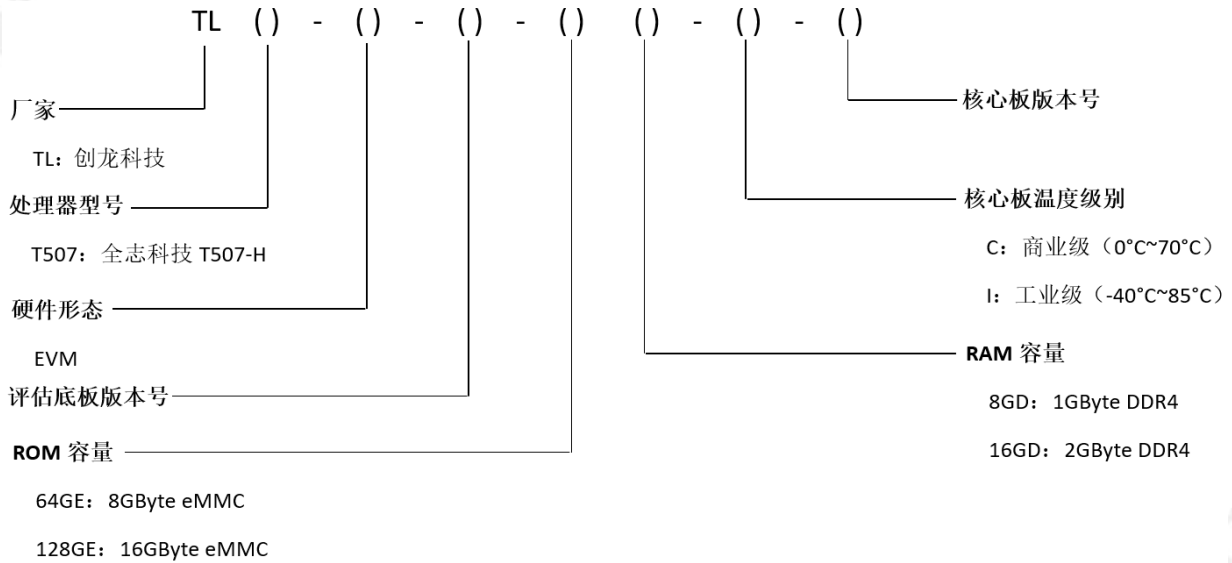 TL ( ) - ( ) - ( ) - ( ) ( ) - ( ) - ( )
厂家
TL：创龙科技
处理器型号
T507：全志科技 T507-H
硬件形态
EVM
评估底板版本号
ROM 容量
64GE：8GByte eMMC
128GE：16GByte eMMC
核心板版本号
核心板温度级别
C：商业级（0°C~70°C）
I：工业级（-40°C~85°C）
RAM 容量
8GD：1GByte DDR4
16GD：2GByte DDR4